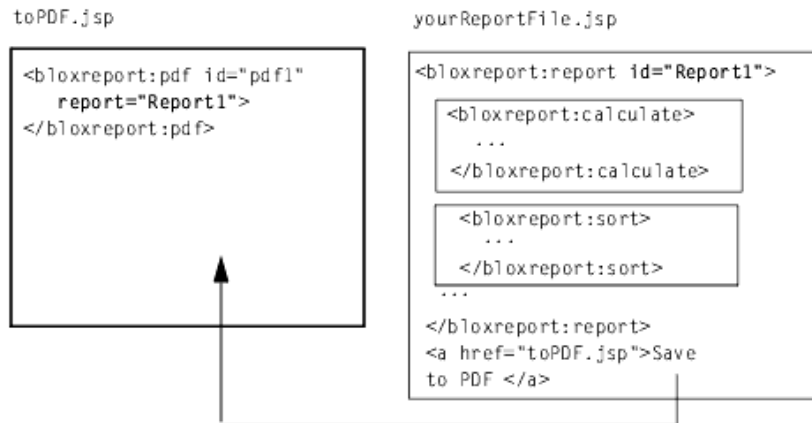 toPDF.jsp
<bloxreport:pdf id="pdf1"
report="Report1">
</bloxreport:pdf>
yourReportFile.jsp
<bloxreport:report id="Report1">
<bloxreport:calculate>
...
</bloxreport:calculate>
<bloxreport:sort>
...
</bloxreport:sort>
...
</bloxreport:report>
<a href="toPDF.jsp">Save
to PDF </a>